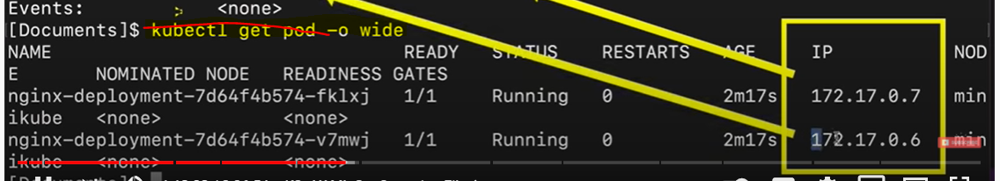 Events:           <none>
[Documents]$ kubectl get pod -o wide
NAME                                READY   STATUS    RESTARTS   AGE     IP           NOD
E       NOMINATED NODE   READINESS GATES
nginx-deployment-7d64f4b574-fklxj   1/1     Running   0          2m17s   172.17.0.7   min
ikube   <none>           <none>
nginx-deployment-7d64f4b574-v7mwj   1/1     Running   0          2m17s   172.17.0.6   min
ikube   <none>           <none>